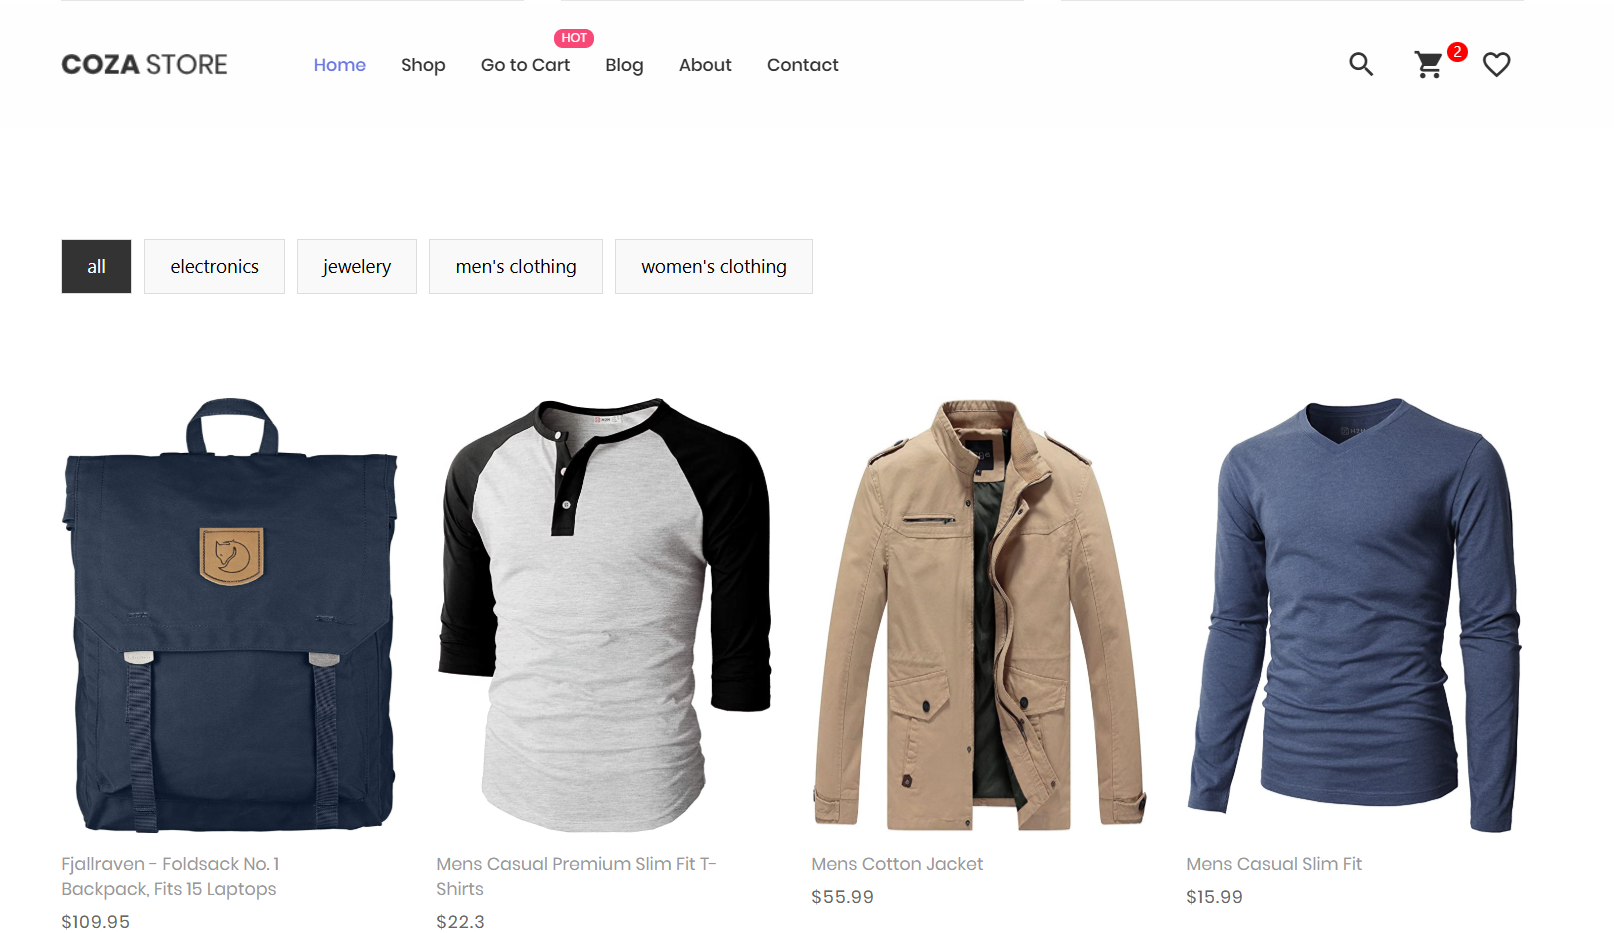 HOT
COZA STORE Home Shop Go to Cart Blog About Contact 2
all electronics jewelery men's clothing women's clothing
Fjallraven - Foldsack No. 1
Backpack, Fits 15 Laptops
$109.95
Mens Casual Premium Slim Fit T-
Shirts
$22.3
Mens Cotton Jacket
$55.99
Mens Casual Slim Fit
$15.99